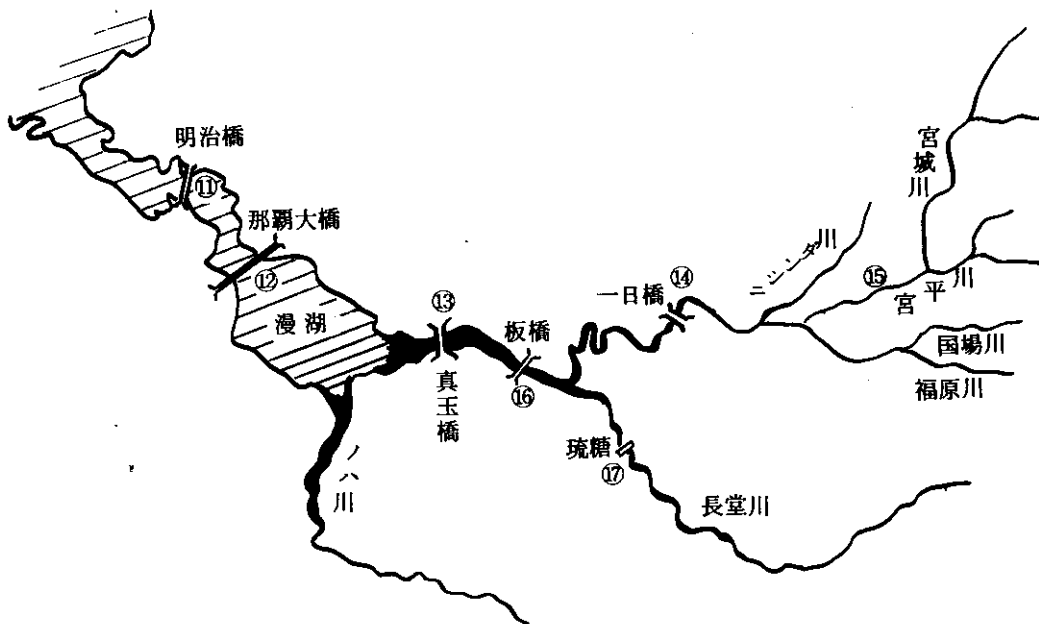 明治橋
⑪
那覇大橋
⑫
漫湖
⑬
真玉橋
板橋
⑯
一日橋
⑭
ニシンダ川
⑮
宮平川
宮城川
国場川
福原川
琉糖
⑰
長堂川
ノハ川